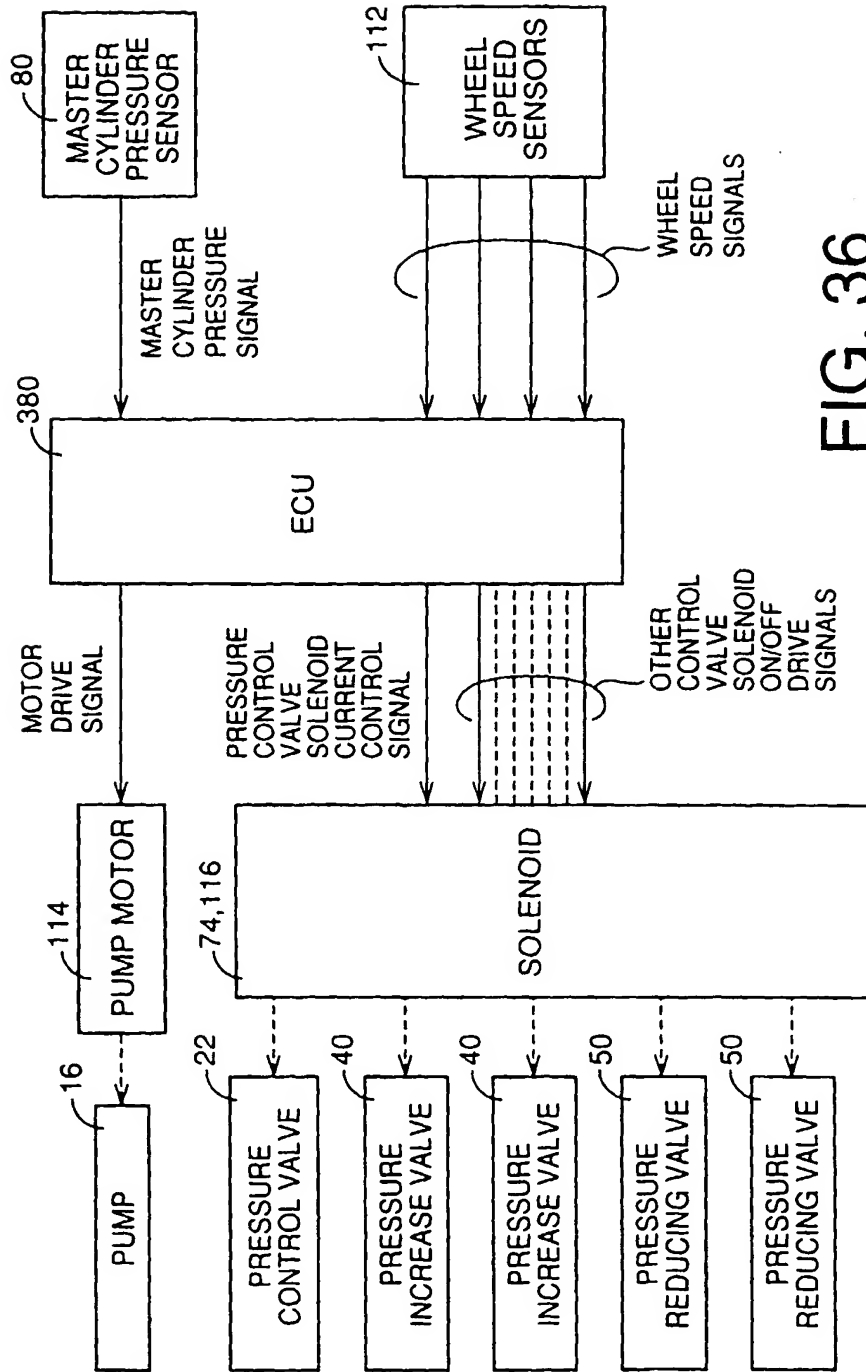 80
MASTER
CYLINDER
PRESSURE
SENSOR
112
WHEEL
SPEED
SENSORS
MASTER
CYLINDER
PRESSURE
SIGNAL
WHEEL
SPEED
SIGNALS
380
ECU
MOTOR
DRIVE
SIGNAL
PRESSURE
CONTROL
VALVE
SOLENOID
CURRENT
CONTROL
SIGNAL
OTHER
CONTROL
VALVE
SOLENOID
ON/OFF
DRIVE
SIGNALS
114
PUMP MOTOR
74,116
SOLENOID
16
PUMP
22
PRESSURE
CONTROL VALVE
40
PRESSURE
INCREASE VALVE
40
PRESSURE
INCREASE VALVE
50
PRESSURE
REDUCING VALVE
50
PRESSURE
REDUCING VALVE
FIG. 36